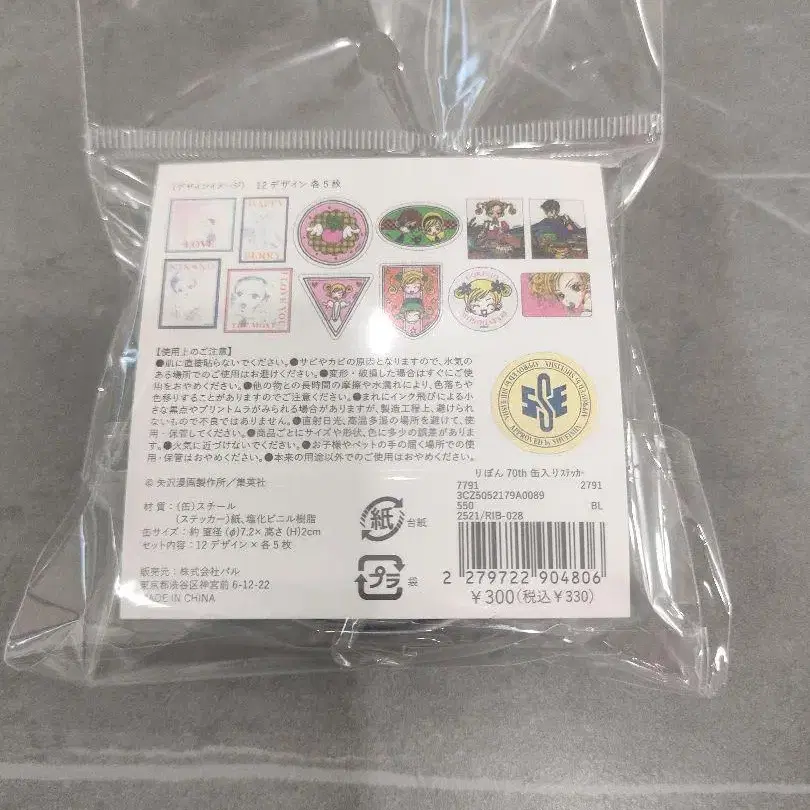 (デザインイメージ) 12デザイン各5枚
LOVE
HAPPY
BERRY
I LOVE YOU
【使用上のご注意】
●肌に直接貼らないでください。●サビやカビの原因となりますので、水気の
ある場所でのご使用はお避けください。●変形・破損した場合はすぐにご使
用をおやめください。●他の物との長時間の摩擦や水濡れにより、色落ちや
色移りすることがありますのでご注意ください。●まれにインク飛びによる小
さな黒点やプリントムラがみられる場合がありますが、製造工程上、避けられ
ないもので不良ではありません。●直射日光、高温多湿の場所を避けて、使
用・保管してください。●商品ごとにサイズや形状、色に多少の誤差がありま
す。●火気に近づけないでください。●お子様やペットの手の届く場所での使
用・保管はおやめください。●本来の用途以外でのご使用はおやめください。
© 矢沢漫画製作所／集英社
材質：(缶)スチール
(ステッカー)紙、塩化ビニル樹脂
缶サイズ：約 直径(φ)7.2×高さ(H)2cm
セット内容：12デザイン×各5枚
販売元：株式会社パル
東京都渋谷区神宮前 6-12-22
MADE IN CHINA
紙
台紙
プラ
袋
APPROVED by SHUEISHA
りぼん 70th 缶入りステッカー
7791 2791
3CZ5052179A0089
550 BL
2521/RIB-028
2 279722 904806
￥300(税込￥330)